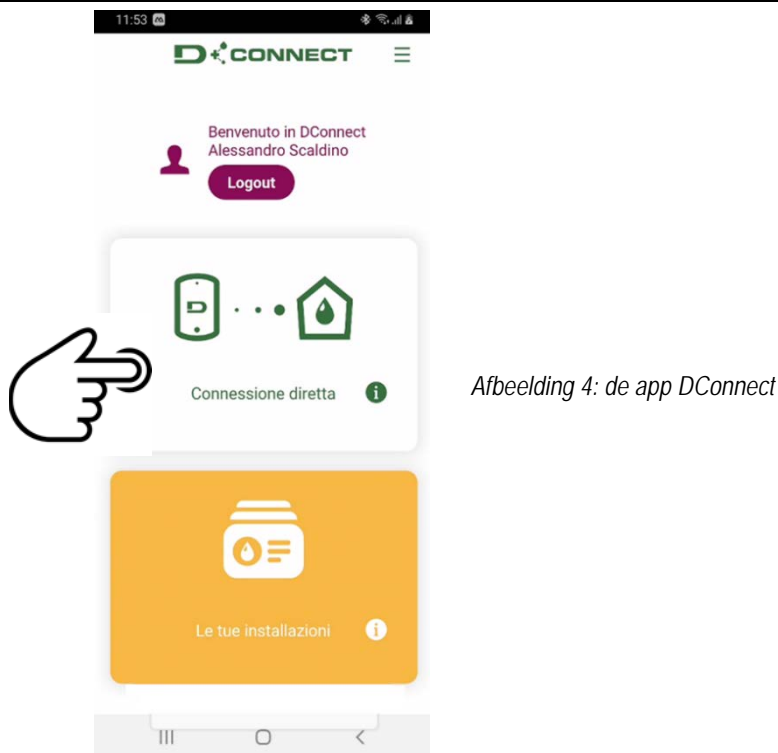 11:53
D CONNECT
Benvenuto in DConnect
Alessandro Scaldino
Logout
D
Connessione diretta i
Afbeelding 4: de app DConnect
Le tue installazioni i